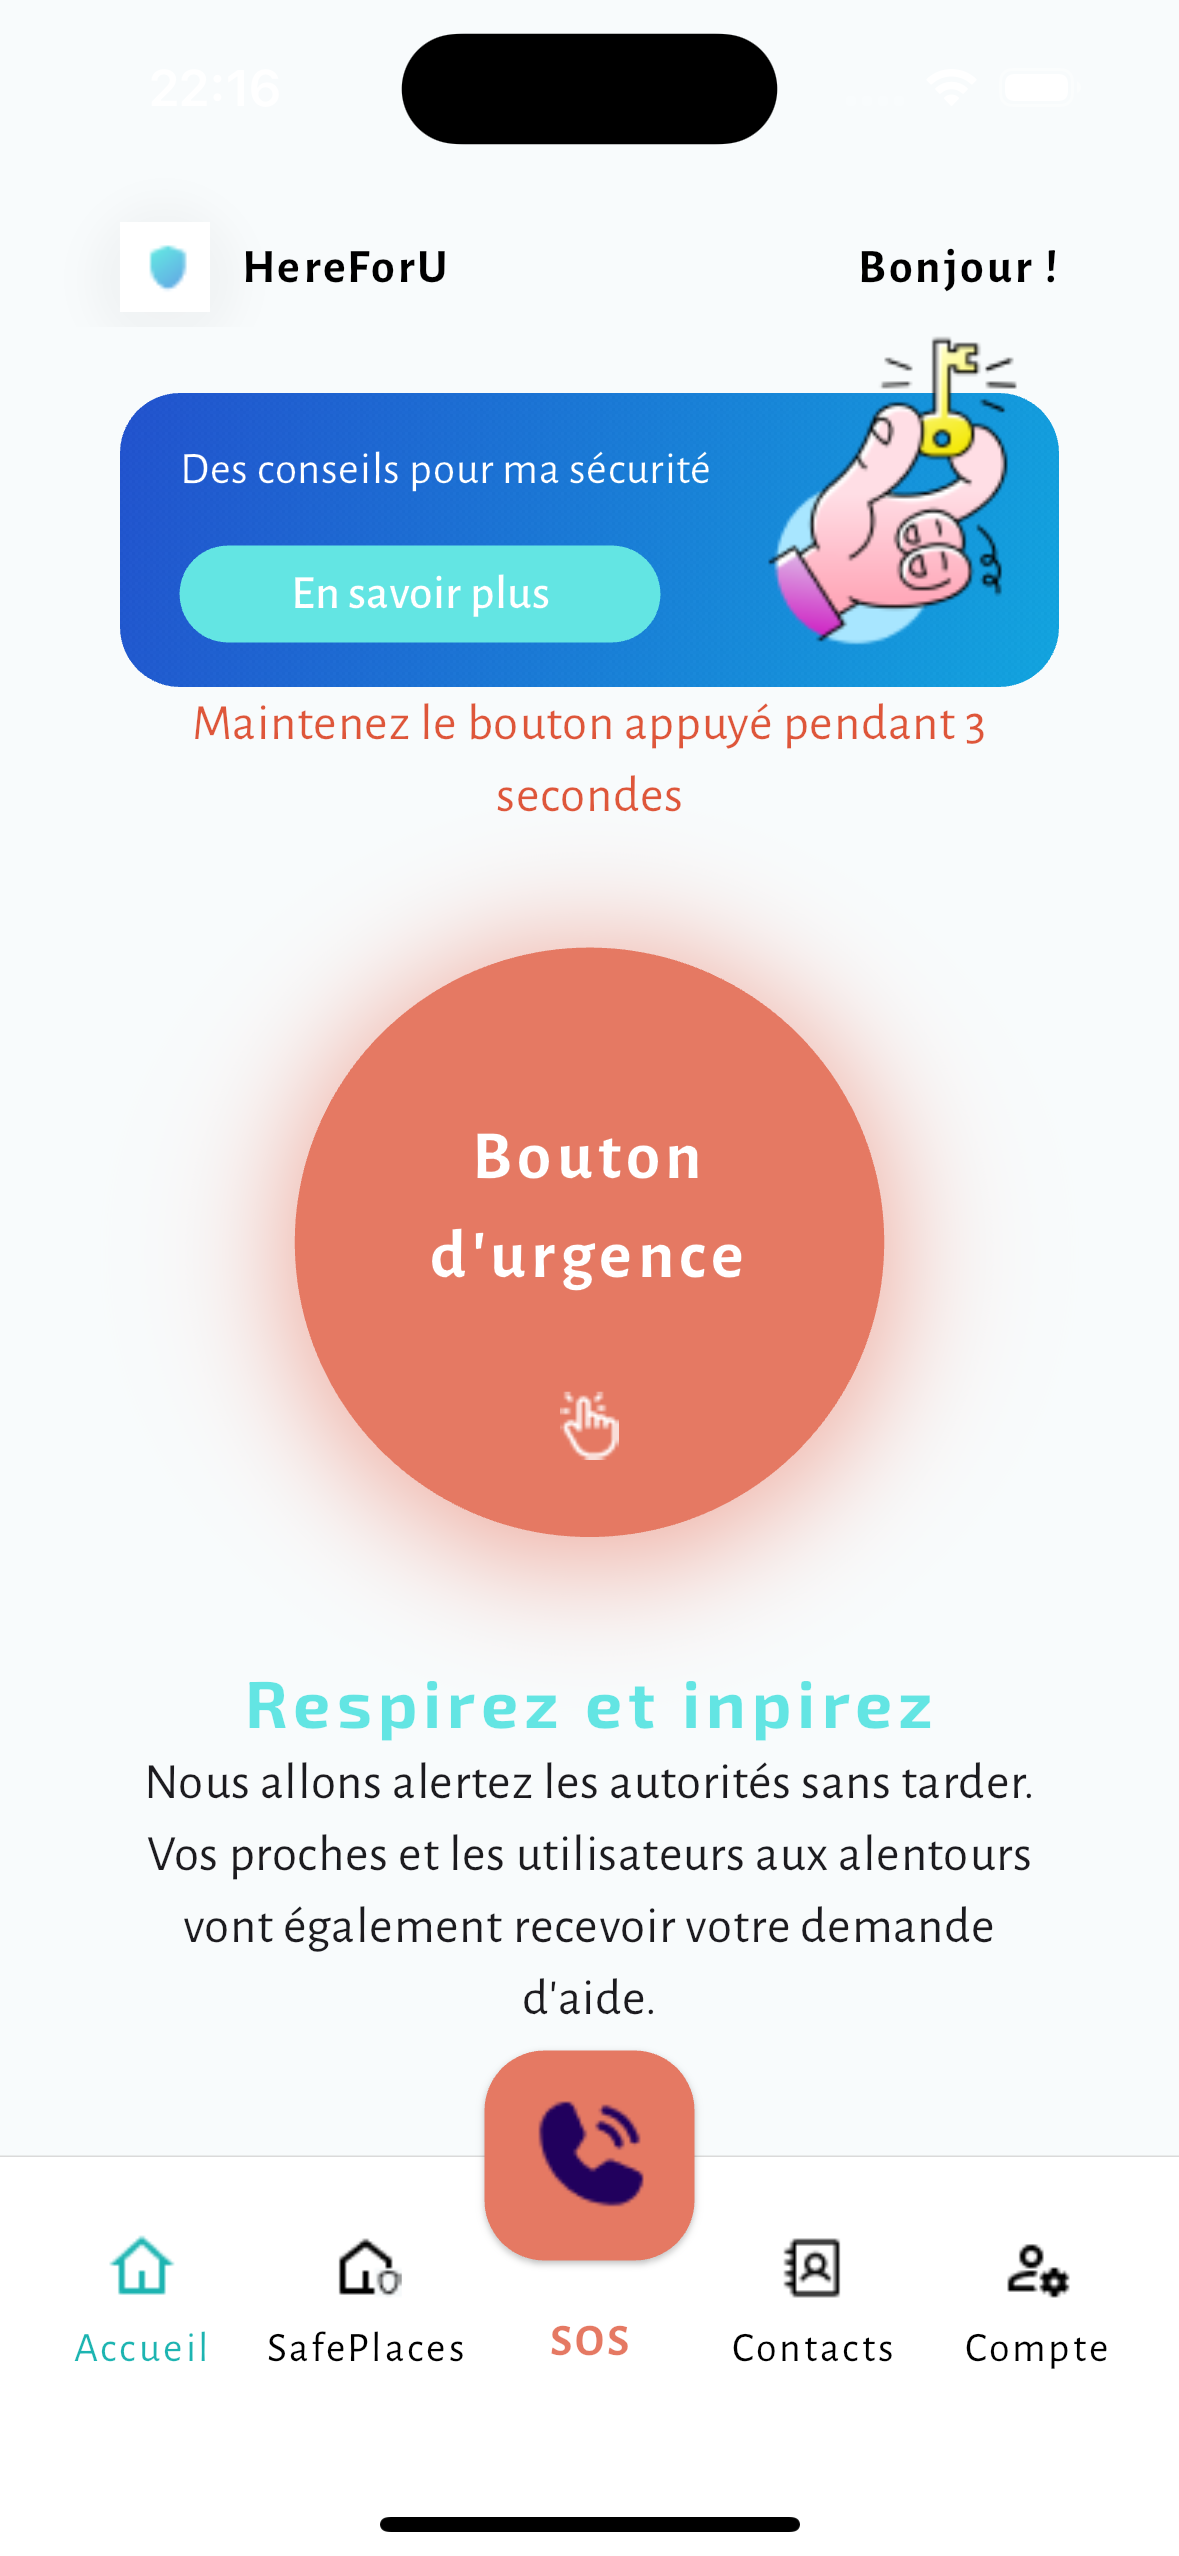 22:16
HereForU
Bonjour !
Des conseils pour ma sécurité
En savoir plus
Maintenez le bouton appuyé pendant 3
secondes
Bouton
d'urgence
Respirez et inpirez
Nous allons alertez les autorités sans tarder.
Vos proches et les utilisateurs aux alentours
vont également recevoir votre demande
d'aide.
Accueil
SafePlaces
SOS
Contacts
Compte